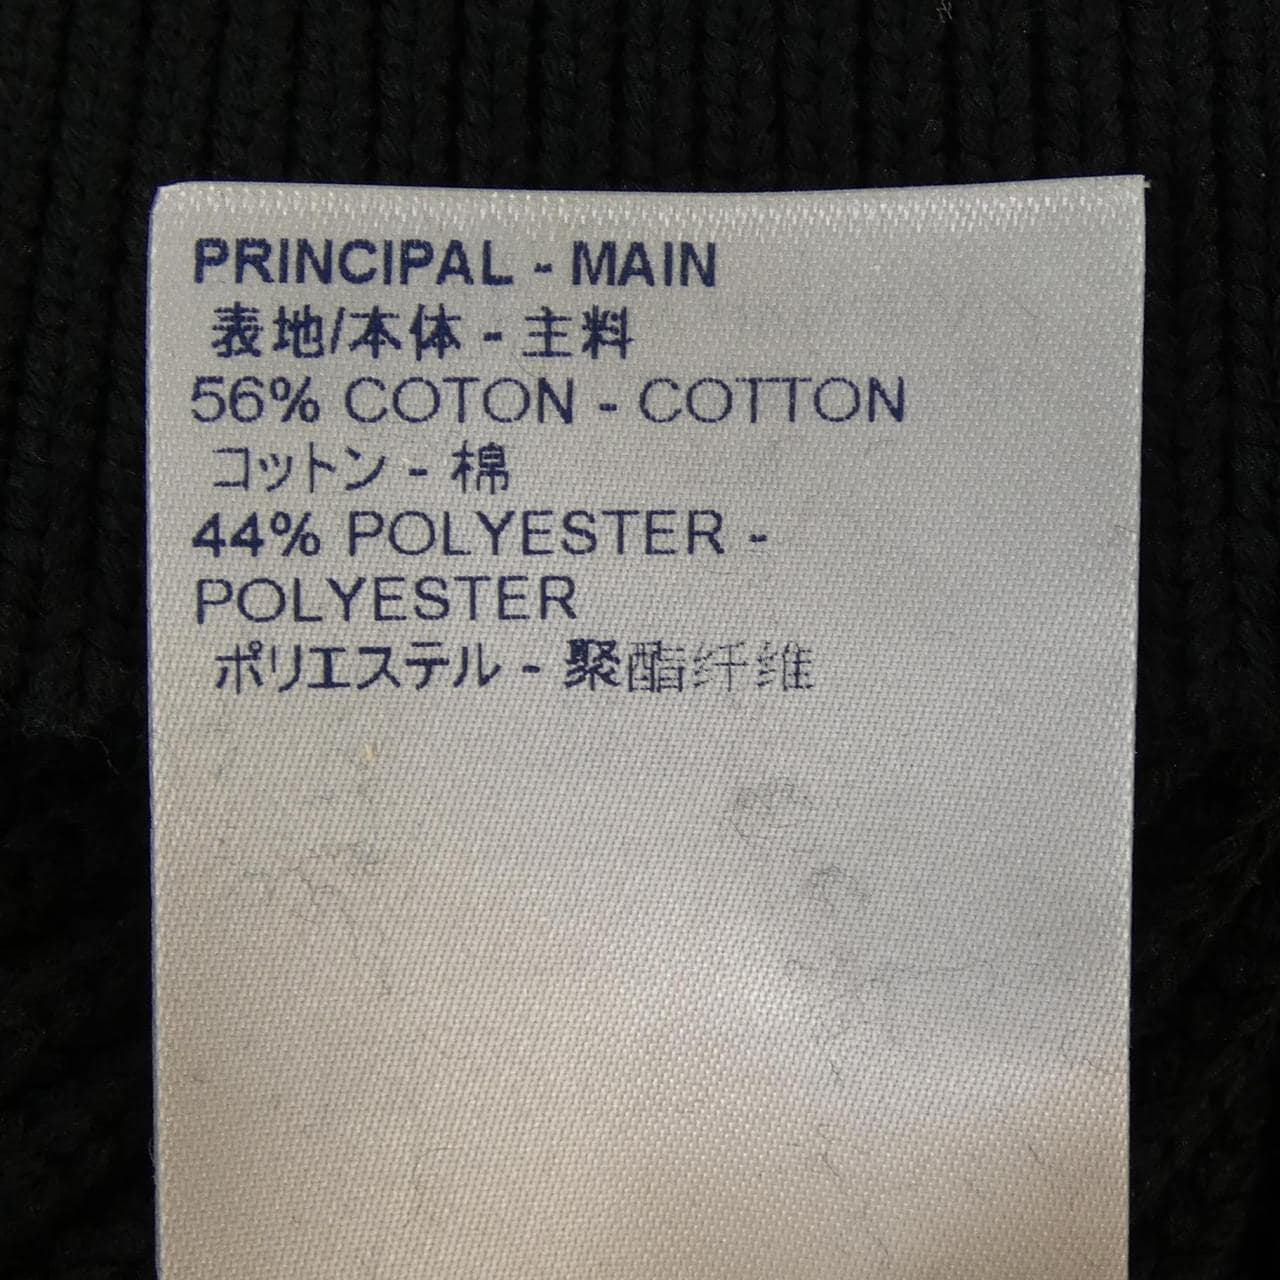 PRINCIPAL - MAIN
表地/本体 - 主料
56% COTON - COTTON
コットン - 棉
44% POLYESTER -
POLYESTER
ポリエステル - 聚酯纤维